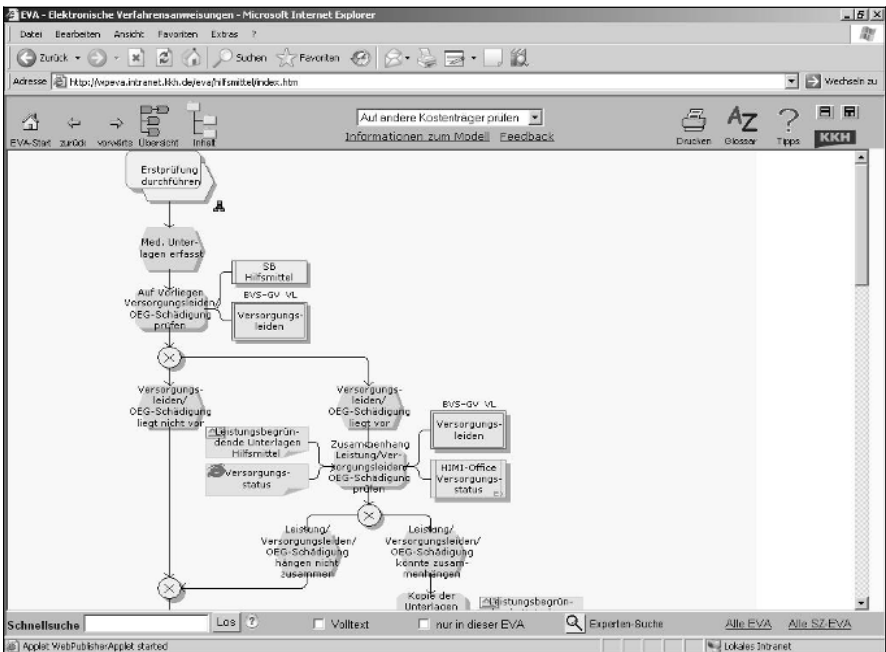 EVA - Elektronische Verfahrensanweisungen - Microsoft Internet Explorer
Datei Bearbeiten Ansicht Favoriten Extras ?
Zurück Suchen Favoriten
Adresse http://wpeva.intranet.kkh.de/eva/hilfsmittel/index.htm Wechseln zu
Auf andere Kostenträger prüfen
Informationen zum Modell Feedback
EVA-Start zurück vorwärts Übersicht Inhalt
Drucken
AZ
Glossar
?
Tipps
KKH
Erstprüfung
durchführen
Med. Unter-
lagen erfasst
SB
Hilfsmittel
Auf Vorliegen
Versorgungsleiden/
OEG-Schädigung
prüfen
BVS-GV VL
Versorgungs-
leiden
Versorgungs-
leiden/
OEG-Schädigung
liegt nicht vor
Versorgungs-
leiden/
OEG-Schädigung
liegt vor
BVS-GV VL
Versorgungs-
leiden
Leistungsbegrün-
dende Unterlagen
Hilfsmittel
Zusammenhang
Leistung/Ver-
sorgungsleiden/
OEG-Schädigung
prüfen
Versorgungs-
status
HIMI-Office
Versorgungs-
status
Leistung/
Versorgungsleiden/
OEG-Schädigung
hängen nicht
zusammen
Leistung/
Versorgungsleiden/
OEG-Schädigung
könnte zusam-
menhängen
Kopie der
Unterlagen
Leistungsbegrün-
Schnellsuche Los ? Volltext nur in dieser EVA Experten-Suche Alle EVA Alle SZ-EVA
Applet WebPublisherApplet started Lokales Intranet